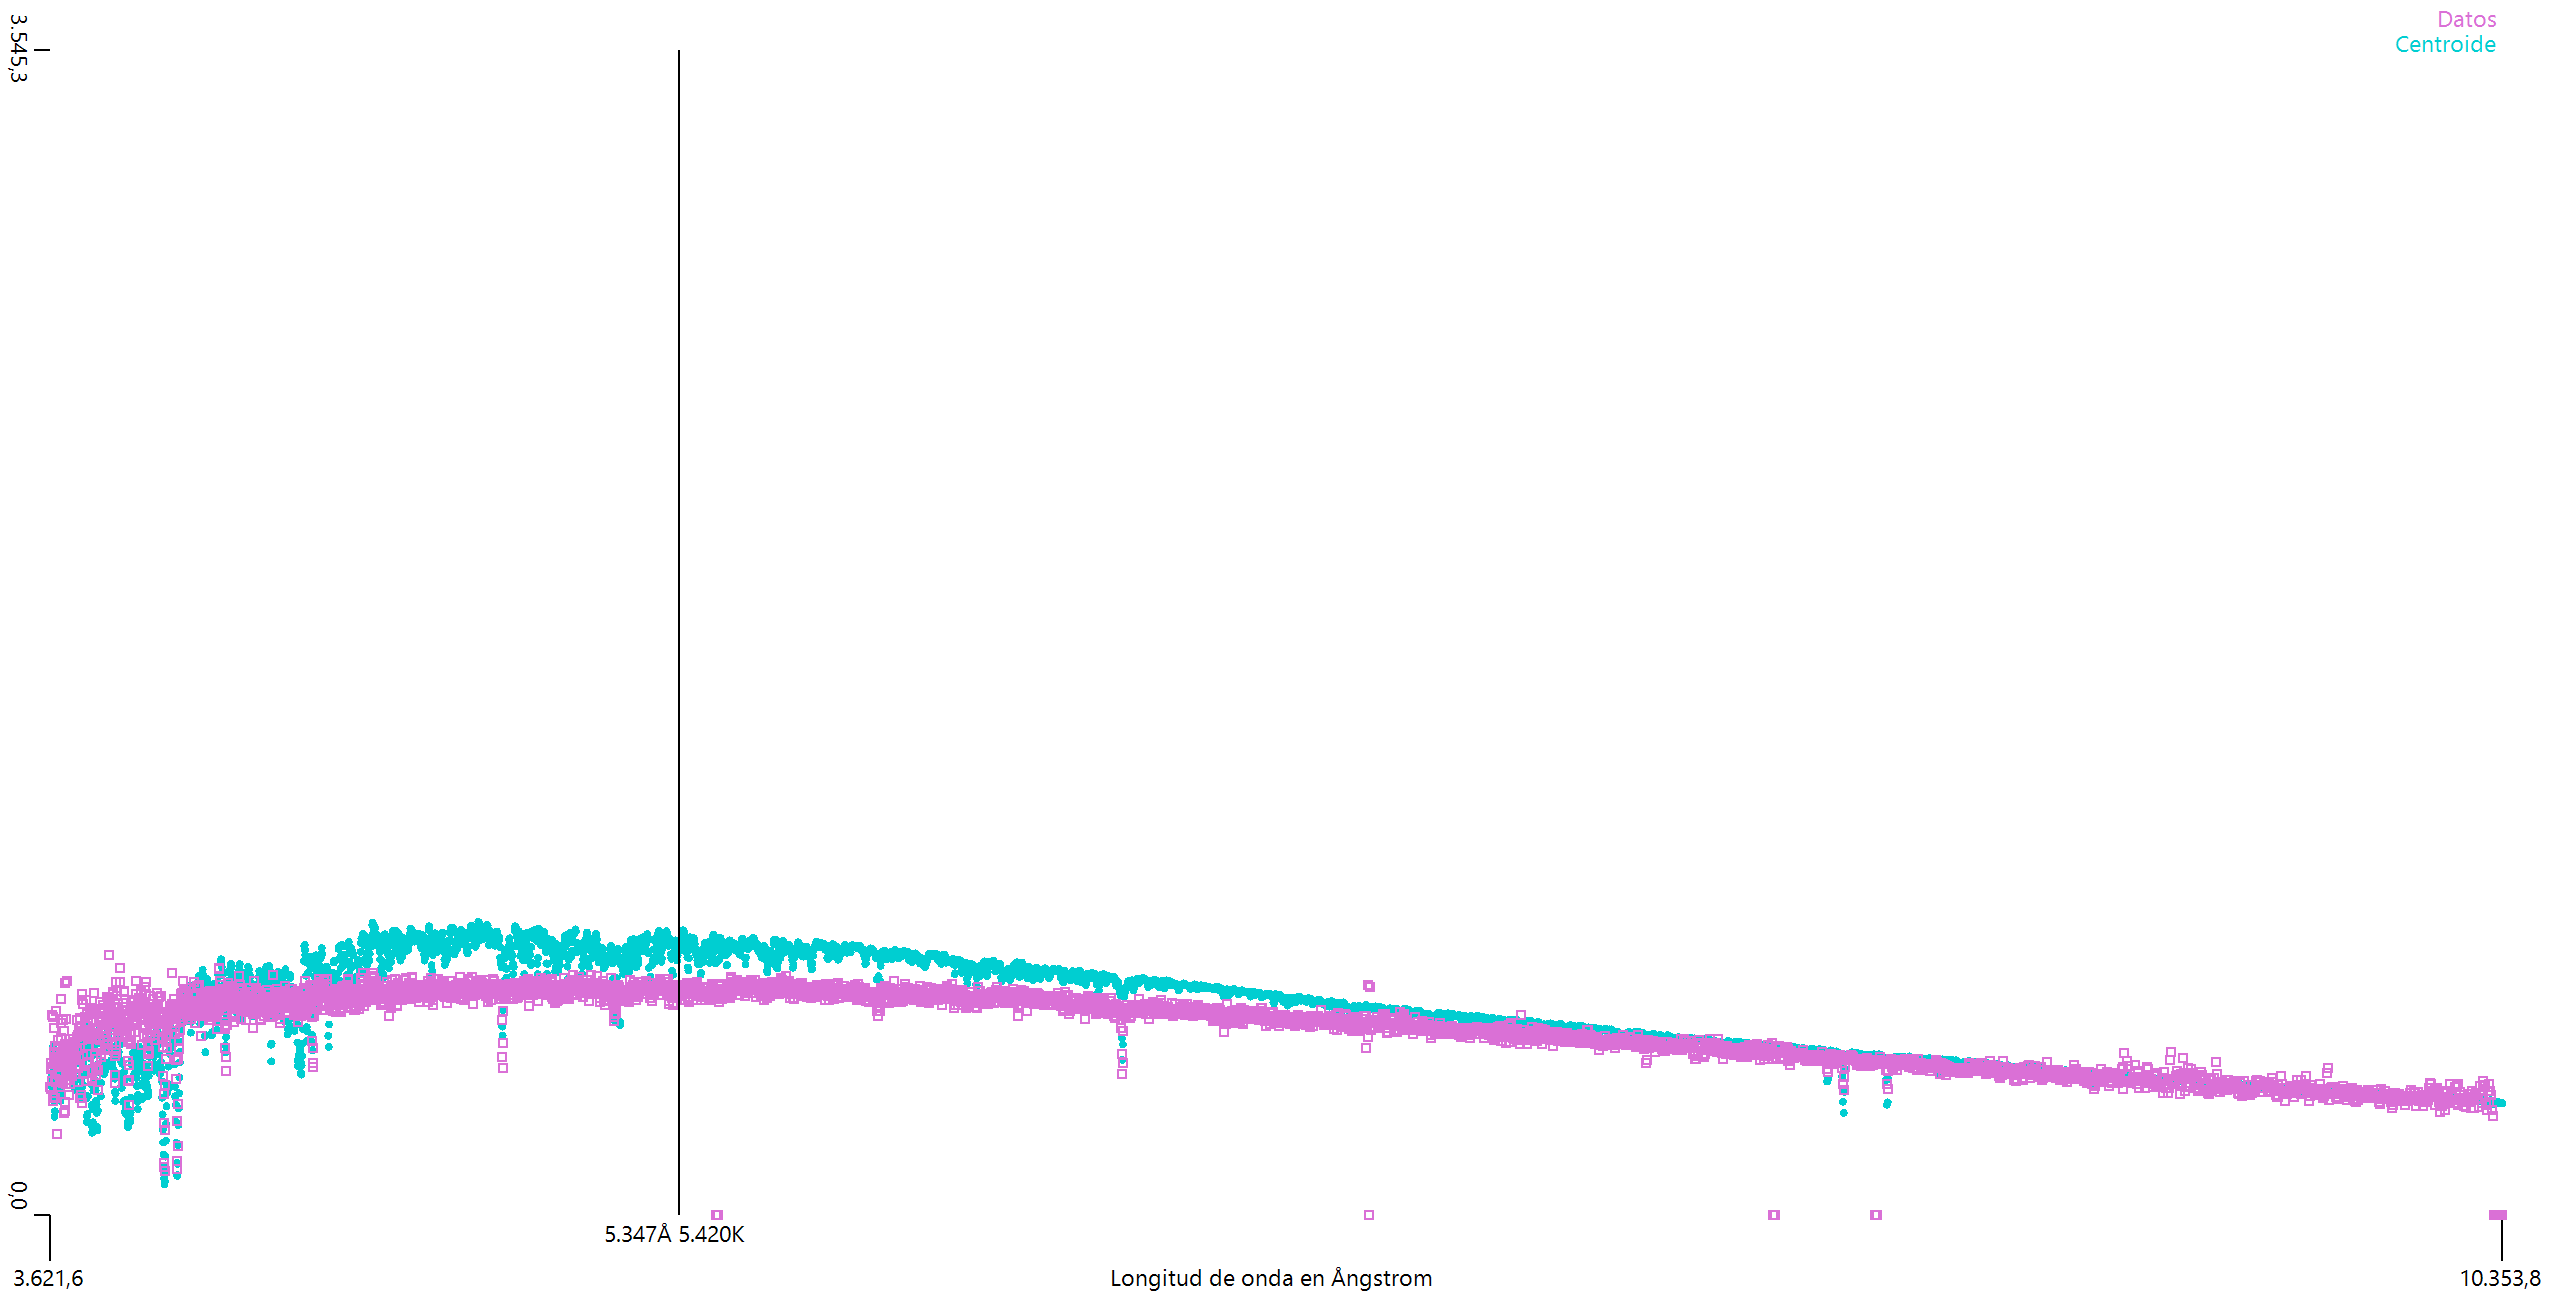 Datos
Centroide
3.545,3
0,0
5.347Å 5.420K
3.621,6
Longitud de onda en Ångstrom
10.353,8